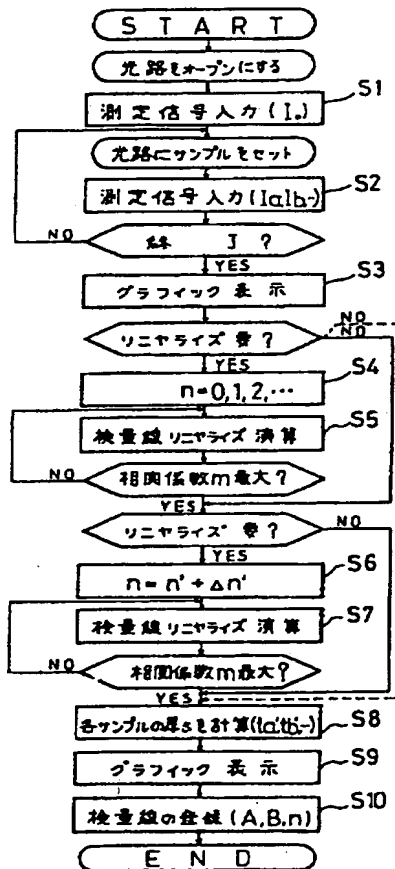 START
光路をオープンにする
S1
測定信号入力(I₀)
光路にサンプルをセット
S2
測定信号入力(Ia,Ib,-)
NO
終 了?
YES
S3
グラフィック 表示
NO
NO
リニヤライズ 要?
YES
S4
n=0,1,2,…
S5
検量線リニヤライズ 演算
NO
相関係数m最大?
YES
リニヤライズ 要?
NO
YES
S6
n=n'+Δn'
S7
検量線リニヤライズ 演算
NO
相関係数m最大?
YES
S8
各サンプルの厚さを計算(ta',tb',-)
S9
グラフィック 表示
S10
検量線の登録(A,B,n)
END